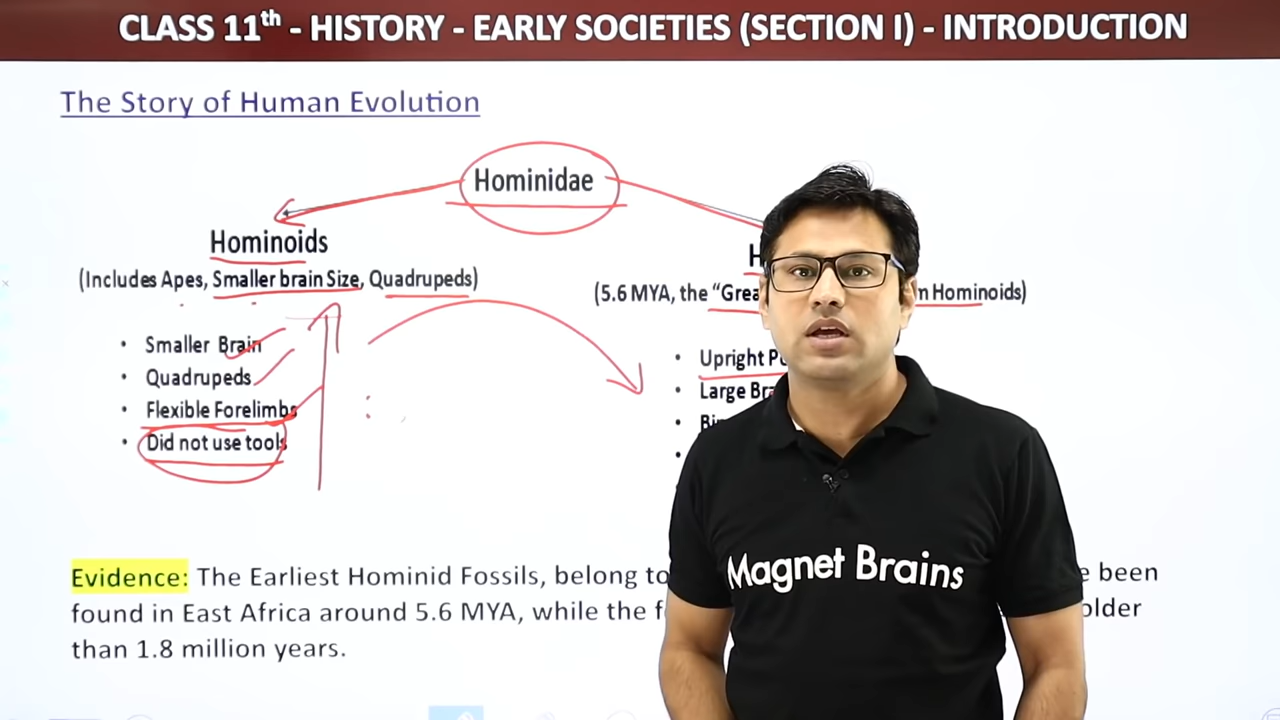 CLASS 11th - HISTORY - EARLY SOCIETIES (SECTION I) - INTRODUCTION
The Story of Human Evolution
Hominidae
Hominoids
(Includes Apes, Smaller brain Size, Quadrupeds)
(5.6 MYA, the “Grea m Hominoids)
• Smaller Brain
• Quadrupeds
• Flexible Forelimbs
• Did not use tools
• Upright P
• Large Bra
Evidence: The Earliest Hominid Fossils, belong to e been
found in East Africa around 5.6 MYA, while the f older
than 1.8 million years.
Magnet Brains